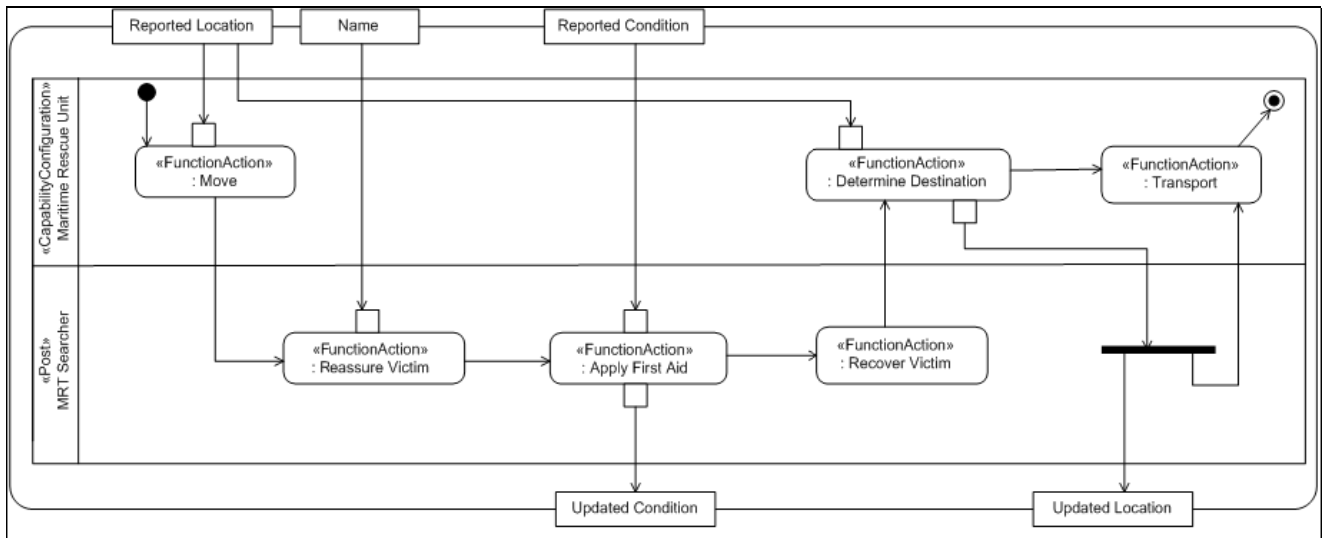 Reported Location
Name
Reported Condition
«CapabilityConfiguration»
Maritime Rescue Unit
«FunctionAction»
: Move
«FunctionAction»
: Determine Destination
«FunctionAction»
: Transport
«Post»
MRT Searcher
«FunctionAction»
: Reassure Victim
«FunctionAction»
: Apply First Aid
«FunctionAction»
: Recover Victim
Updated Condition
Updated Location